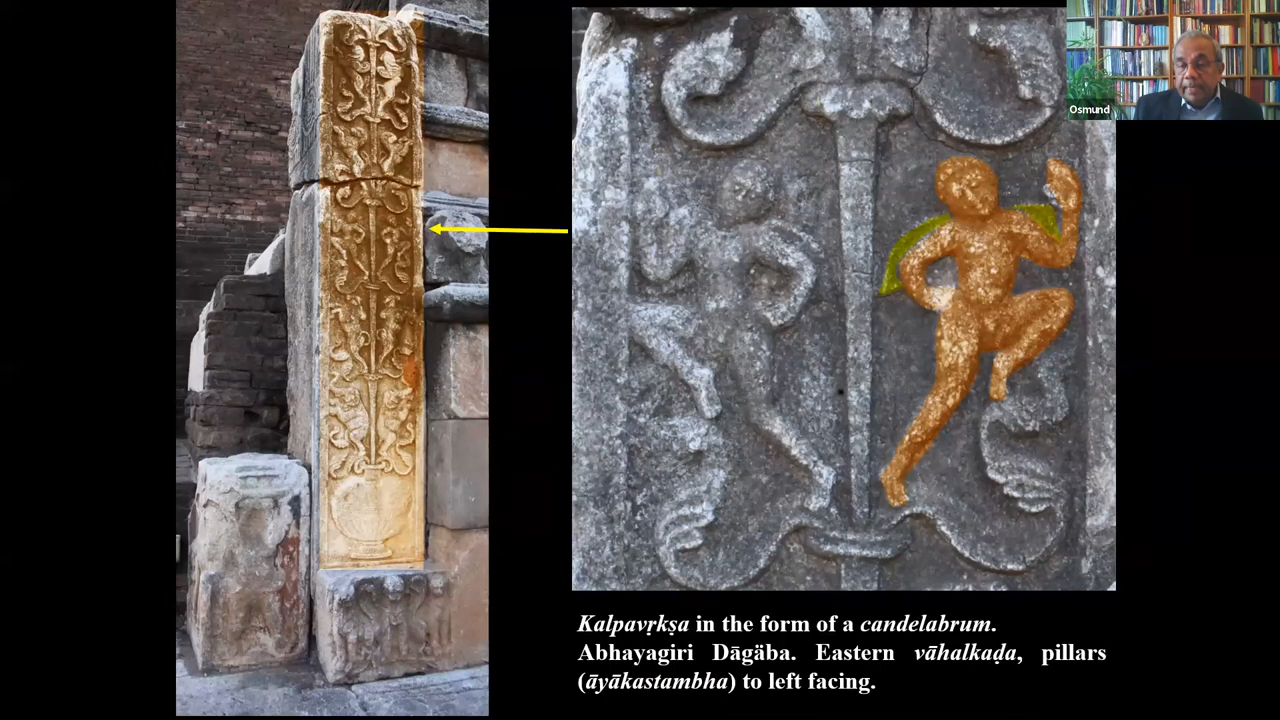 Osmund
Kalpavṛkṣa in the form of a candelabrum.
Abhayagiri Dāgäba. Eastern vāhalkaḍa, pillars
(āyākastambha) to left facing.